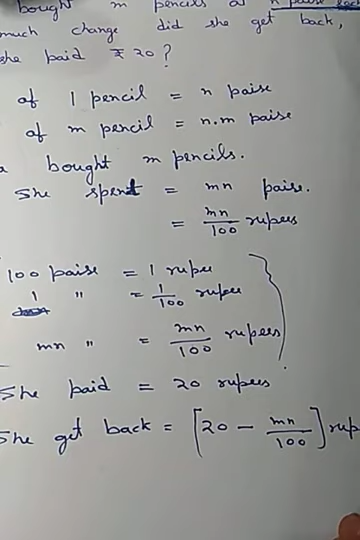 bought m pencils at n paise each
much change did she get back,
she paid ₹ 20?
of 1 pencil = n paise
of m pencil = n.m paise
bought m pencils.
She spent = mn paise.
= mn/100 rupees
100 paise = 1 rupee
1 " = 1/100 rupee
mn " = mn/100 rupees
She paid = 20 rupees
She get back = [20 - mn/100] rup